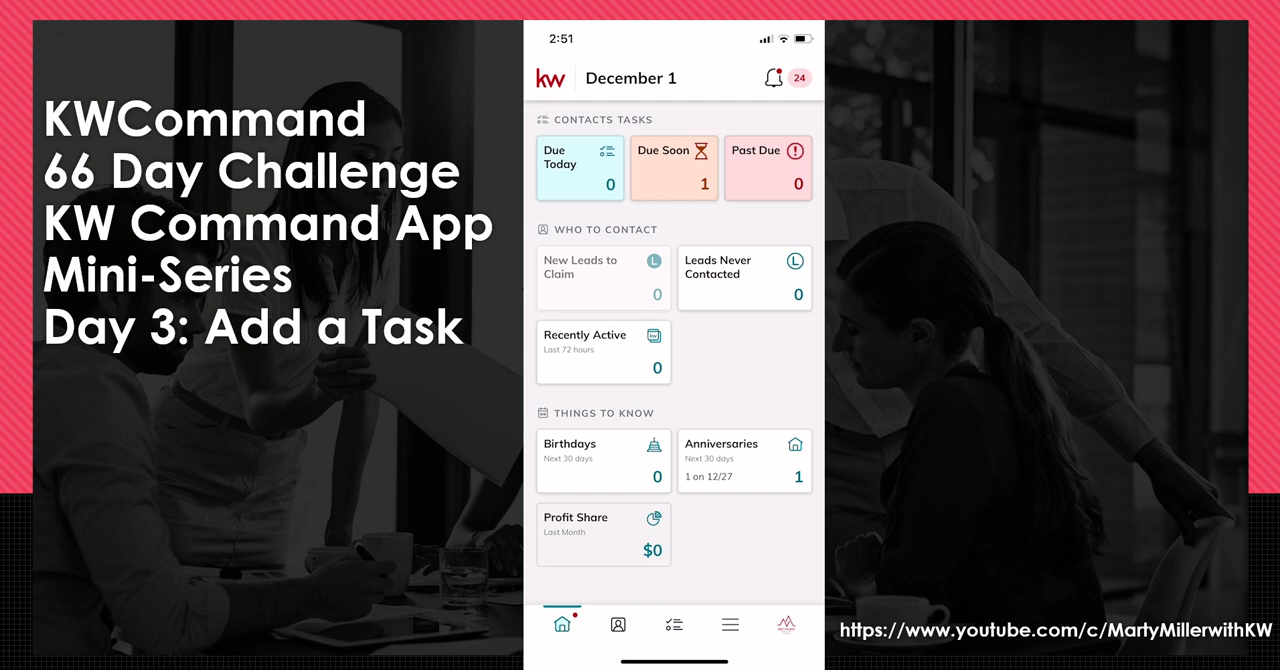 KWCommand
66 Day Challenge
KW Command App
Mini-Series
Day 3: Add a Task
2:51
kw
December 1
24
CONTACTS TASKS
Due Today
0
Due Soon
1
Past Due
0
WHO TO CONTACT
New Leads to Claim
L
0
Leads Never Contacted
L
0
Recently Active
kw
Last 72 hours
0
THINGS TO KNOW
Birthdays
Next 30 days
0
Anniversaries
Next 30 days
1 on 12/27
1
Profit Share
Last Month
$0
https://www.youtube.com/c/MartyMillerwithKW